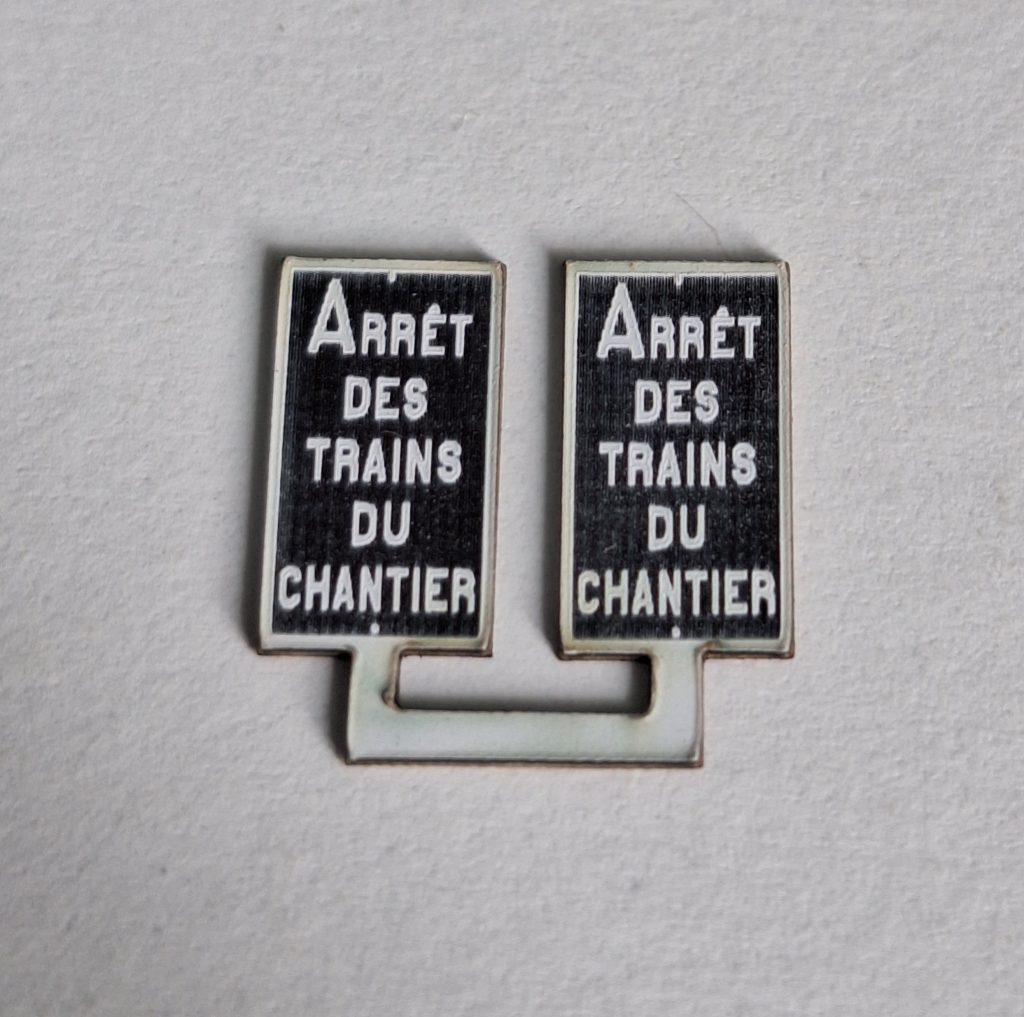 ARRÊT
DES
TRAINS
DU
CHANTIER
ARRÊT
DES
TRAINS
DU
CHANTIER